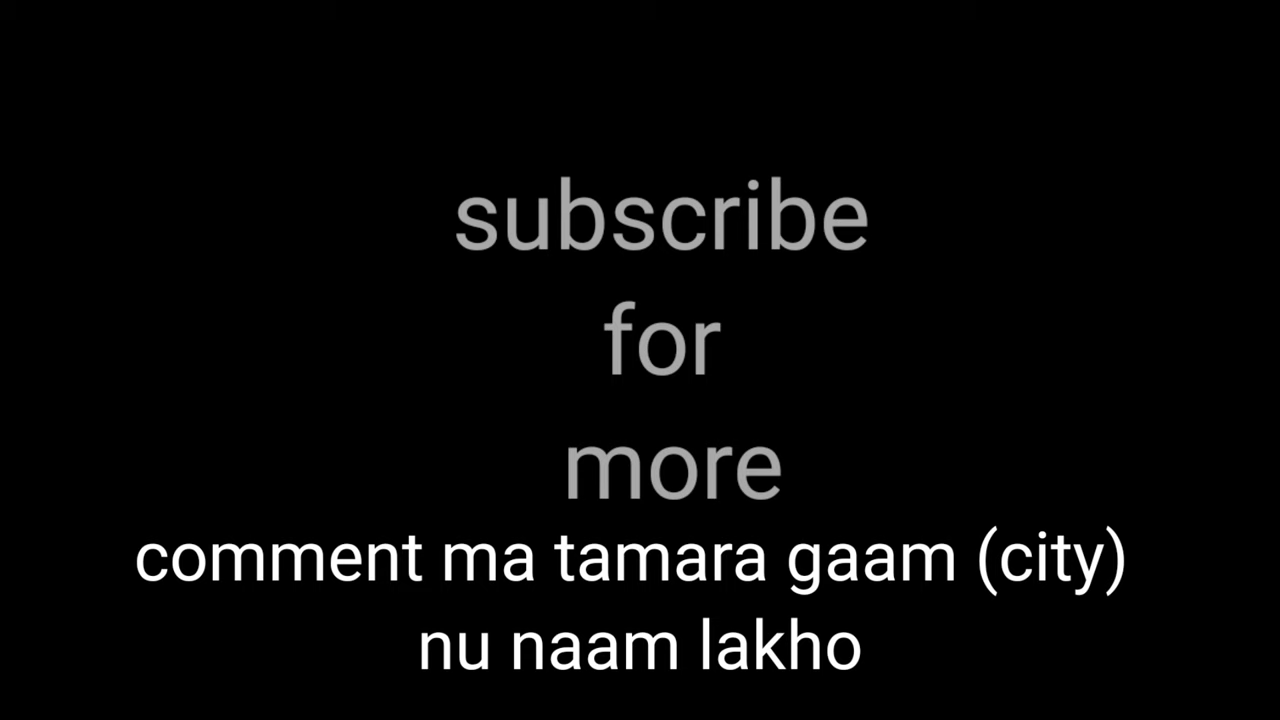 subscribe
for
more
comment ma tamara gaam (city)
nu naam lakho